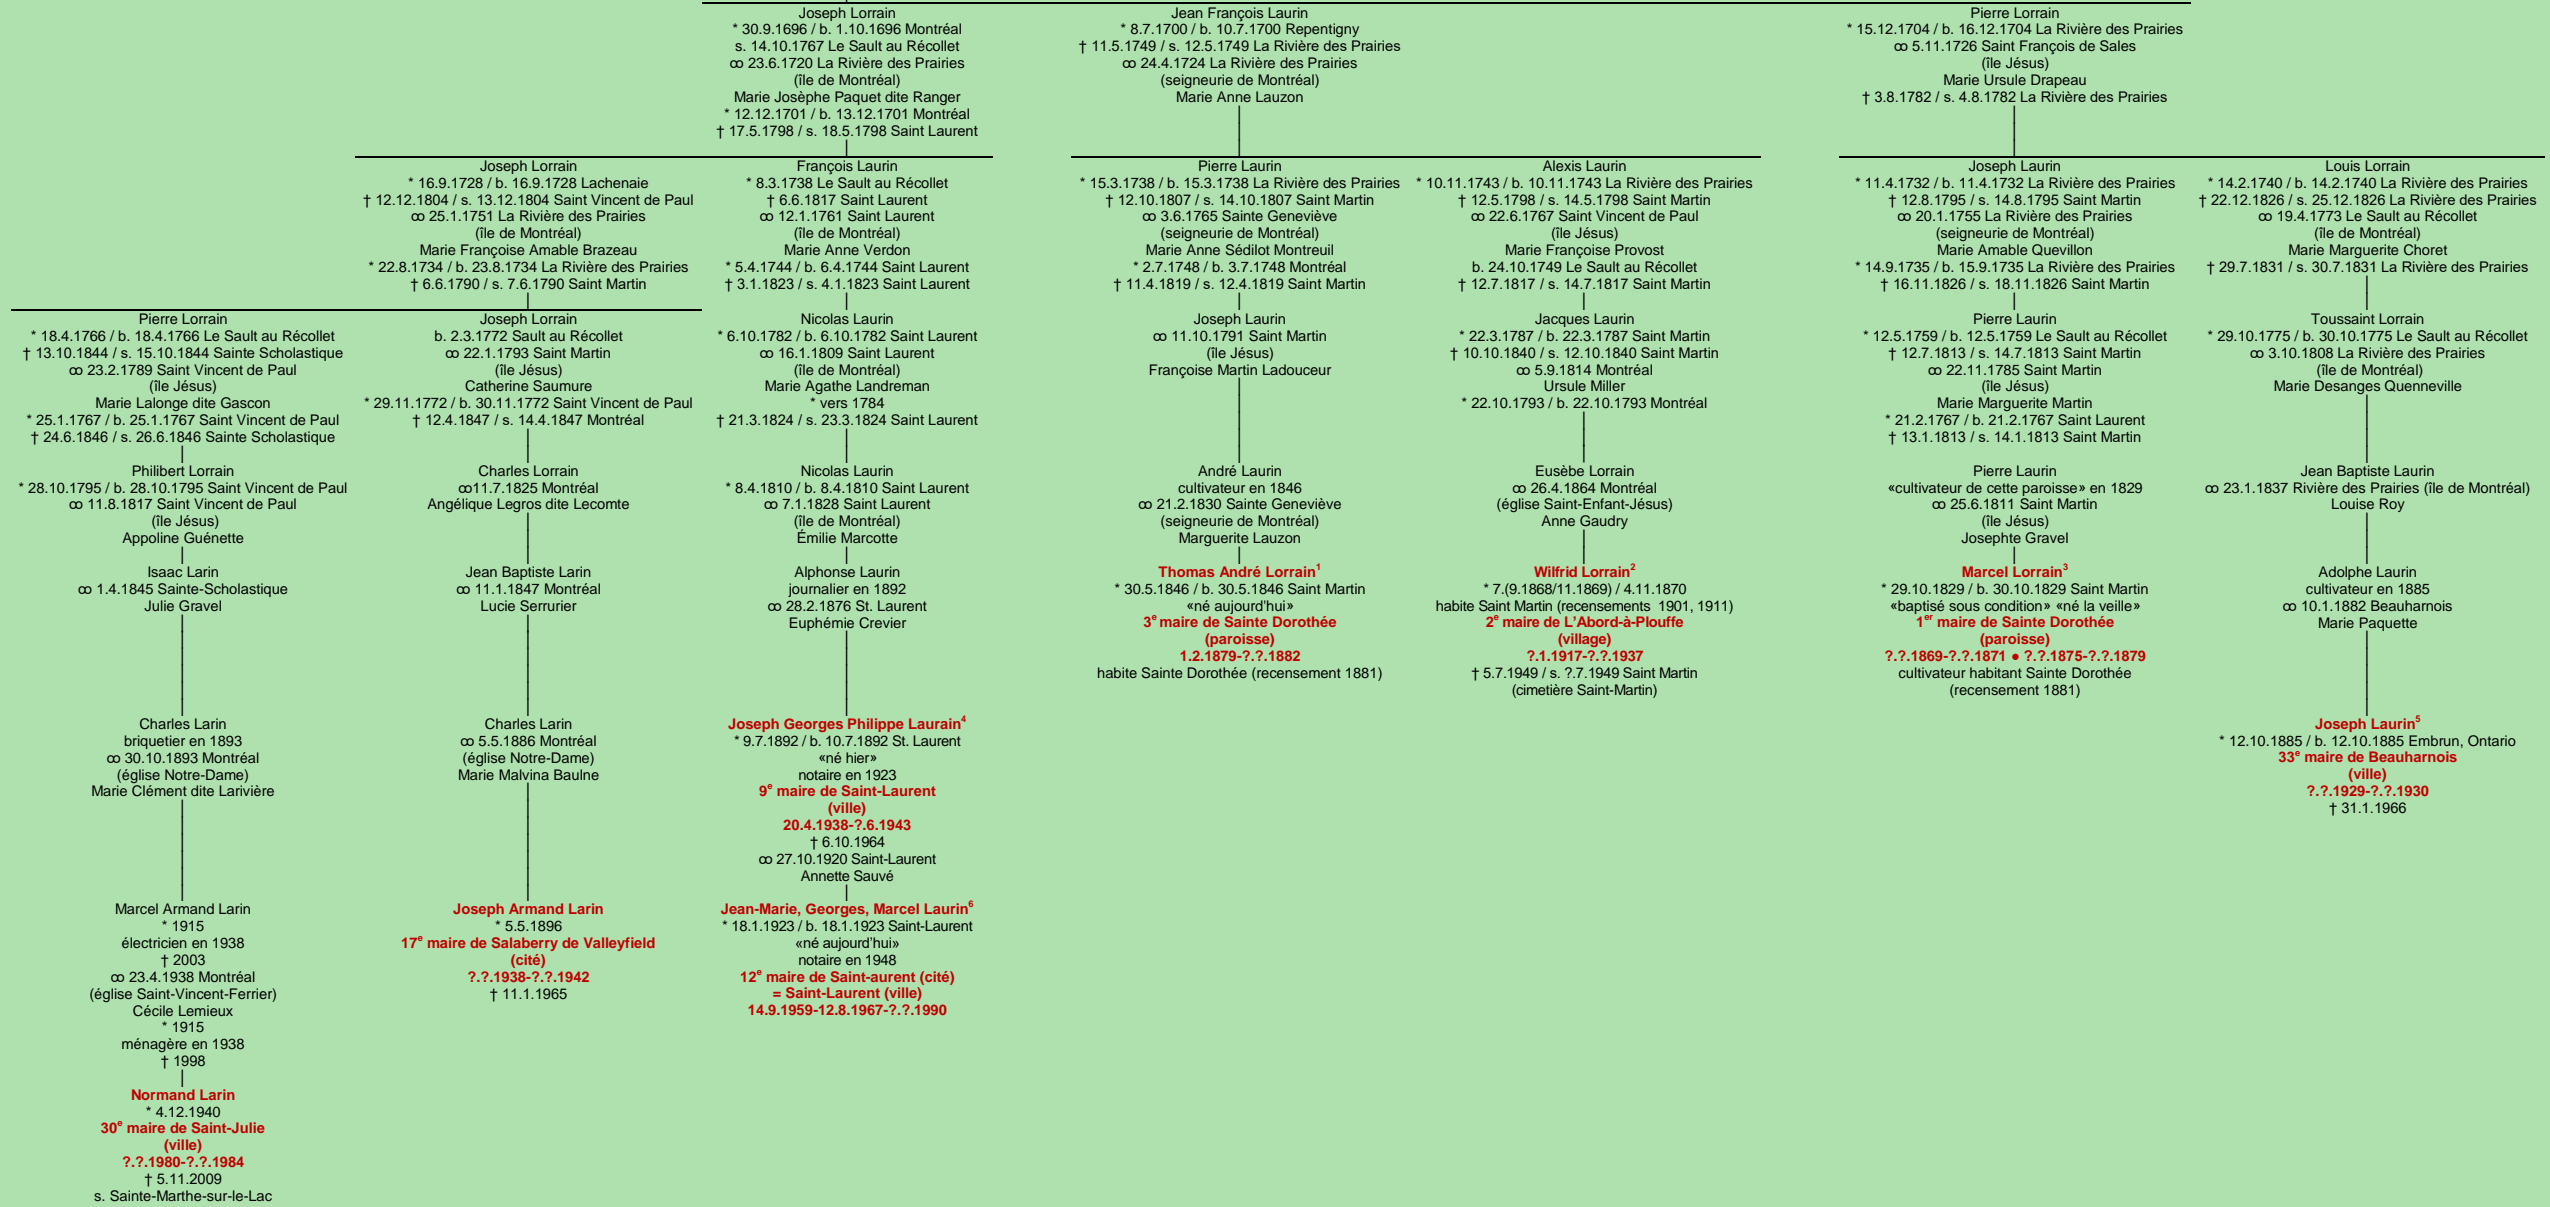 Joseph Lorrain
* 30.9.1696 / b. 1.10.1696 Montréal
s. 14.10.1767 Le Sault au Récollet
ꝏ 23.6.1720 La Rivière des Prairies
(île de Montréal)
Marie Josèphe Paquet dite Ranger
* 12.12.1701 / b. 13.12.1701 Montréal
† 17.5.1798 / s. 18.5.1798 Saint Laurent
Jean François Laurin
* 8.7.1700 / b. 10.7.1700 Repentigny
† 11.5.1749 / s. 12.5.1749 La Rivière des Prairies
ꝏ 24.4.1724 La Rivière des Prairies
(seigneurie de Montréal)
Marie Anne Lauzon
Pierre Lorrain
* 15.12.1704 / b. 16.12.1704 La Rivière des Prairies
ꝏ 5.11.1726 Saint François de Sales
(île Jésus)
Marie Ursule Drapeau
† 3.8.1782 / s. 4.8.1782 La Rivière des Prairies
Joseph Lorrain
* 16.9.1728 / b. 16.9.1728 Lachenaie
† 12.12.1804 / s. 13.12.1804 Saint Vincent de Paul
ꝏ 25.1.1751 La Rivière des Prairies
(île de Montréal)
Marie Françoise Amable Brazeau
* 22.8.1734 / b. 23.8.1734 La Rivière des Prairies
† 6.6.1790 / s. 7.6.1790 Saint Martin
François Laurin
* 8.3.1738 Le Sault au Récollet
† 6.6.1817 Saint Laurent
ꝏ 12.1.1761 Saint Laurent
(île de Montréal)
Marie Anne Verdon
* 5.4.1744 / b. 6.4.1744 Saint Laurent
† 3.1.1823 / s. 4.1.1823 Saint Laurent
Pierre Laurin
* 15.3.1738 / b. 15.3.1738 La Rivière des Prairies
† 12.10.1807 / s. 14.10.1807 Saint Martin
ꝏ 3.6.1765 Sainte Geneviève
(seigneurie de Montréal)
Marie Anne Sédilot Montreuil
* 2.7.1748 / b. 3.7.1748 Montréal
† 11.4.1819 / s. 12.4.1819 Saint Martin
Alexis Laurin
* 10.11.1743 / b. 10.11.1743 La Rivière des Prairies
† 12.5.1798 / s. 14.5.1798 Saint Martin
ꝏ 22.6.1767 Saint Vincent de Paul
(île Jésus)
Marie Françoise Provost
b. 24.10.1749 Le Sault au Récollet
† 12.7.1817 / s. 14.7.1817 Saint Martin
Joseph Laurin
* 11.4.1732 / b. 11.4.1732 La Rivière des Prairies
† 12.8.1795 / s. 14.8.1795 Saint Martin
ꝏ 20.1.1755 La Rivière des Prairies
(seigneurie de Montréal)
Marie Amable Quevillon
* 14.9.1735 / b. 15.9.1735 La Rivière des Prairies
† 16.11.1826 / s. 18.11.1826 Saint Martin
Louis Lorrain
* 14.2.1740 / b. 14.2.1740 La Rivière des Prairies
† 22.12.1826 / s. 25.12.1826 La Rivière des Prairies
ꝏ 19.4.1773 Le Sault au Récollet
(île de Montréal)
Marie Marguerite Choret
† 29.7.1831 / s. 30.7.1831 La Rivière des Prairies
Pierre Lorrain
* 18.4.1766 / b. 18.4.1766 Le Sault au Récollet
† 13.10.1844 / s. 15.10.1844 Sainte Scholastique
ꝏ 23.2.1789 Saint Vincent de Paul
(île Jésus)
Marie Lalonge dite Gascon
* 25.1.1767 / b. 25.1.1767 Saint Vincent de Paul
† 24.6.1846 / s. 26.6.1846 Sainte Scholastique
Joseph Lorrain
b. 2.3.1772 Sault au Récollet
ꝏ 22.1.1793 Saint Martin
(île Jésus)
Catherine Saumure
* 29.11.1772 / b. 30.11.1772 Saint Vincent de Paul
† 12.4.1847 / s. 14.4.1847 Montréal
Nicolas Laurin
* 6.10.1782 / b. 6.10.1782 Saint Laurent
ꝏ 16.1.1809 Saint Laurent
(île de Montréal)
Marie Agathe Landreman
* vers 1784
† 21.3.1824 / s. 23.3.1824 Saint Laurent
Joseph Laurin
ꝏ 11.10.1791 Saint Martin
(île Jésus)
Françoise Martin Ladouceur
Jacques Laurin
* 22.3.1787 / b. 22.3.1787 Saint Martin
† 10.10.1840 / s. 12.10.1840 Saint Martin
ꝏ 5.9.1814 Montréal
Ursule Miller
* 22.10.1793 / b. 22.10.1793 Montréal
Pierre Laurin
* 12.5.1759 / b. 12.5.1759 Le Sault au Récollet
† 12.7.1813 / s. 14.7.1813 Saint Martin
ꝏ 22.11.1785 Saint Martin
(île Jésus)
Marie Marguerite Martin
* 21.2.1767 / b. 21.2.1767 Saint Laurent
† 13.1.1813 / s. 14.1.1813 Saint Martin
Toussaint Lorrain
* 29.10.1775 / b. 30.10.1775 Le Sault au Récollet
ꝏ 3.10.1808 La Rivière des Prairies
(île de Montréal)
Marie Desanges Quenneville
Philibert Lorrain
* 28.10.1795 / b. 28.10.1795 Saint Vincent de Paul
ꝏ 11.8.1817 Saint Vincent de Paul
(île Jésus)
Appoline Guénette
Charles Lorrain
ꝏ11.7.1825 Montréal
Angélique Legros dite Lecomte
Nicolas Laurin
* 8.4.1810 / b. 8.4.1810 Saint Laurent
ꝏ 7.1.1828 Saint Laurent
(île de Montréal)
Émilie Marcotte
André Laurin
cultivateur en 1846
ꝏ 21.2.1830 Sainte Geneviève
(seigneurie de Montréal)
Marguerite Lauzon
Eusèbe Lorrain
ꝏ 26.4.1864 Montréal
(église Saint-Enfant-Jésus)
Anne Gaudry
Pierre Laurin
«cultivateur de cette paroisse» en 1829
ꝏ 25.6.1811 Saint Martin
(île Jésus)
Josephte Gravel
Jean Baptiste Laurin
ꝏ 23.1.1837 Rivière des Prairies (île de Montréal)
Louise Roy
Isaac Larin
ꝏ 1.4.1845 Sainte-Scholastique
Julie Gravel
Jean Baptiste Larin
ꝏ 11.1.1847 Montréal
Lucie Serrurier
Alphonse Laurin
journalier en 1892
ꝏ 28.2.1876 St. Laurent
Euphémie Crevier
Thomas André Lorrain¹
* 30.5.1846 / b. 30.5.1846 Saint Martin
«né aujourd'hui»
3e maire de Sainte Dorothée
(paroisse)
1.2.1879-?.?.1882
habite Sainte Dorothée (recensement 1881)
Wilfrid Lorrain²
* 7.(9.1868/11.1869) / 4.11.1870
habite Saint Martin (recensements 1901, 1911)
2e maire de L'Abord-à-Plouffe
(village)
?.1.1917-?.?.1937
† 5.7.1949 / s. ?.7.1949 Saint Martin
(cimetière Saint-Martin)
Marcel Lorrain³
* 29.10.1829 / b. 30.10.1829 Saint Martin
«baptisé sous condition» «né la veille»
1er maire de Sainte Dorothée
(paroisse)
?.?.1869-?.?.1871 ● ?.?.1875-?.?.1879
cultivateur habitant Sainte Dorothée
(recensement 1881)
Adolphe Laurin
cultivateur en 1885
ꝏ 10.1.1882 Beauharnois
Marie Paquette
Charles Larin
briquetier en 1893
ꝏ 30.10.1893 Montréal
(église Notre-Dame)
Marie Clément dite Larivière
Charles Larin
ꝏ 5.5.1886 Montréal
(église Notre-Dame)
Marie Malvina Baulne
Joseph Georges Philippe Laurain⁴
* 9.7.1892 / b. 10.7.1892 St. Laurent
«né hier»
notaire en 1923
9e maire de Saint-Laurent
(ville)
20.4.1938-?.6.1943
† 6.10.1964
ꝏ 27.10.1920 Saint-Laurent
Annette Sauvé
Joseph Laurin⁵
* 12.10.1885 / b. 12.10.1885 Embrun, Ontario
33e maire de Beauharnois
(ville)
?.?.1929-?.?.1930
† 31.1.1966
Marcel Armand Larin
* 1915
électricien en 1938
† 2003
ꝏ 23.4.1938 Montréal
(église Saint-Vincent-Ferrier)
Cécile Lemieux
* 1915
ménagère en 1938
† 1998
Joseph Armand Larin
* 5.5.1896
17e maire de Salaberry de Valleyfield
(cité)
?.?.1938-?.?.1942
† 11.1.1965
Jean-Marie, Georges, Marcel Laurin⁶
* 18.1.1923 / b. 18.1.1923 Saint-Laurent
«né aujourd'hui»
notaire en 1948
12e maire de Saint-aurent (cité)
= Saint-Laurent (ville)
14.9.1959-12.8.1967-?.?.1990
Normand Larin
* 4.12.1940
30e maire de Saint-Julie
(ville)
?.?.1980-?.?.1984
† 5.11.2009
s. Sainte-Marthe-sur-le-Lac